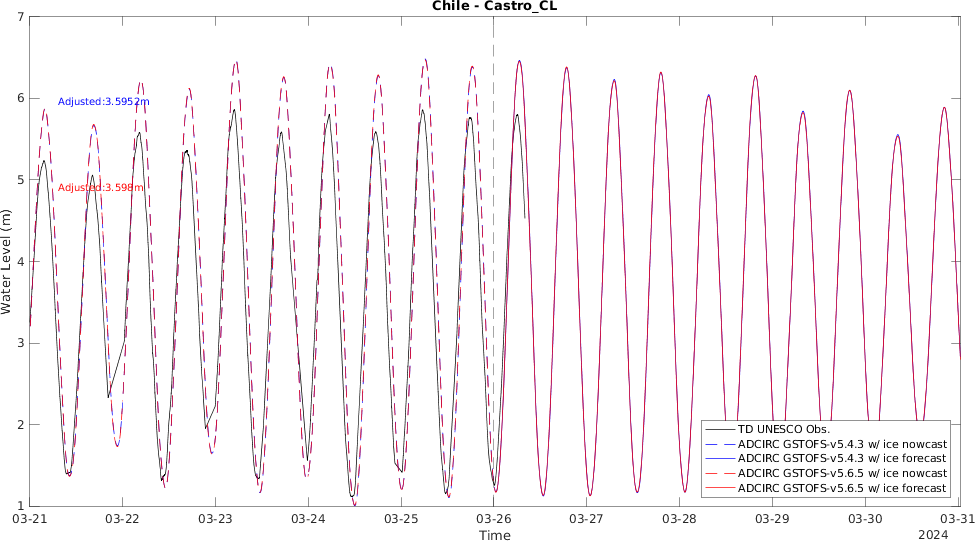 Chile - Castro_CL
7
6
5
4
3
2
1
Water Level (m)
Adjusted:3.5952m
Adjusted:3.598m
TD UNESCO Obs.
ADCIRC GSTOFS-v5.4.3 w/ ice nowcast
ADCIRC GSTOFS-v5.4.3 w/ ice forecast
ADCIRC GSTOFS-v5.6.5 w/ ice nowcast
ADCIRC GSTOFS-v5.6.5 w/ ice forecast
03-21 03-22 03-23 03-24 03-25 03-26 03-27 03-28 03-29 03-30 03-31
Time
2024